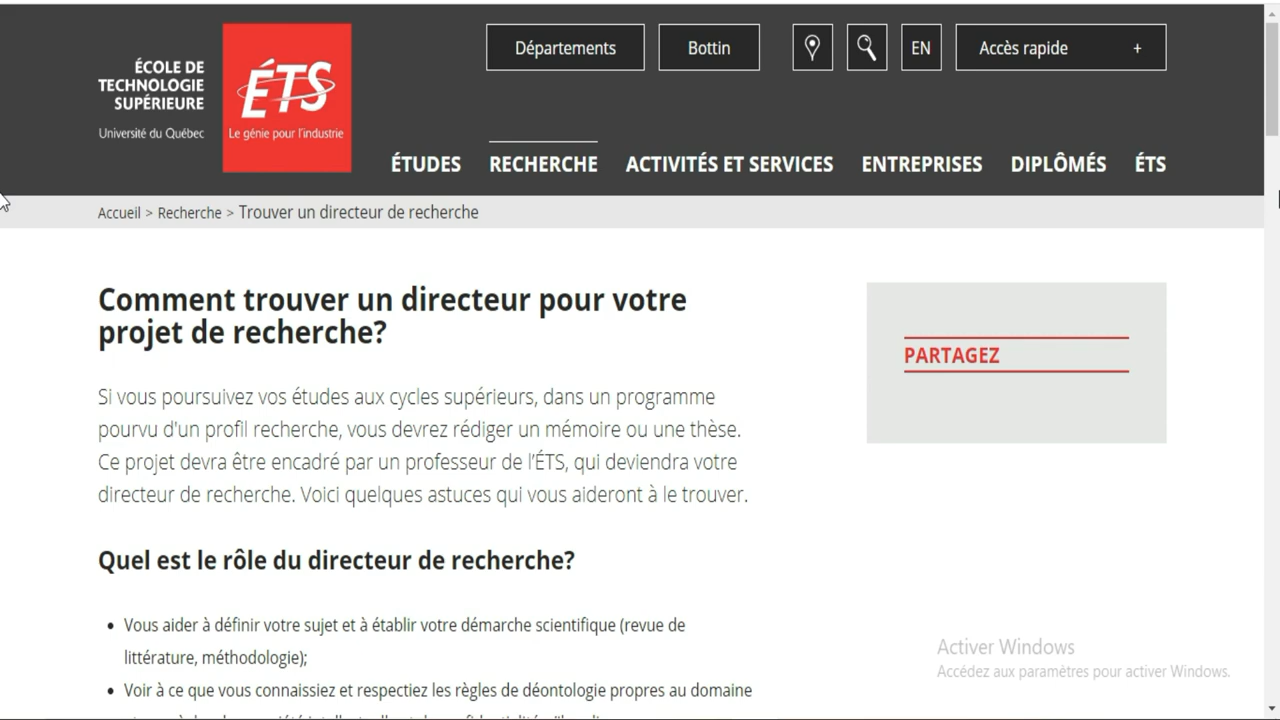 Départements
Bottin
EN
Accès rapide +
ÉCOLE DE
TECHNOLOGIE
SUPÉRIEURE
Université du Québec
ÉTS
Le génie pour l'industrie
ÉTUDES RECHERCHE ACTIVITÉS ET SERVICES ENTREPRISES DIPLÔMÉS ÉTS
Accueil > Recherche > Trouver un directeur de recherche
Comment trouver un directeur pour votre
projet de recherche?
PARTAGEZ
Si vous poursuivez vos études aux cycles supérieurs, dans un programme
pourvu d'un profil recherche, vous devrez rédiger un mémoire ou une thèse.
Ce projet devra être encadré par un professeur de l'ÉTS, qui deviendra votre
directeur de recherche. Voici quelques astuces qui vous aideront à le trouver.
Quel est le rôle du directeur de recherche?
• Vous aider à définir votre sujet et à établir votre démarche scientifique (revue de
littérature, méthodologie);
• Voir à ce que vous connaissiez et respectiez les règles de déontologie propres au domaine
Activer Windows
Accédez aux paramètres pour activer Windows.